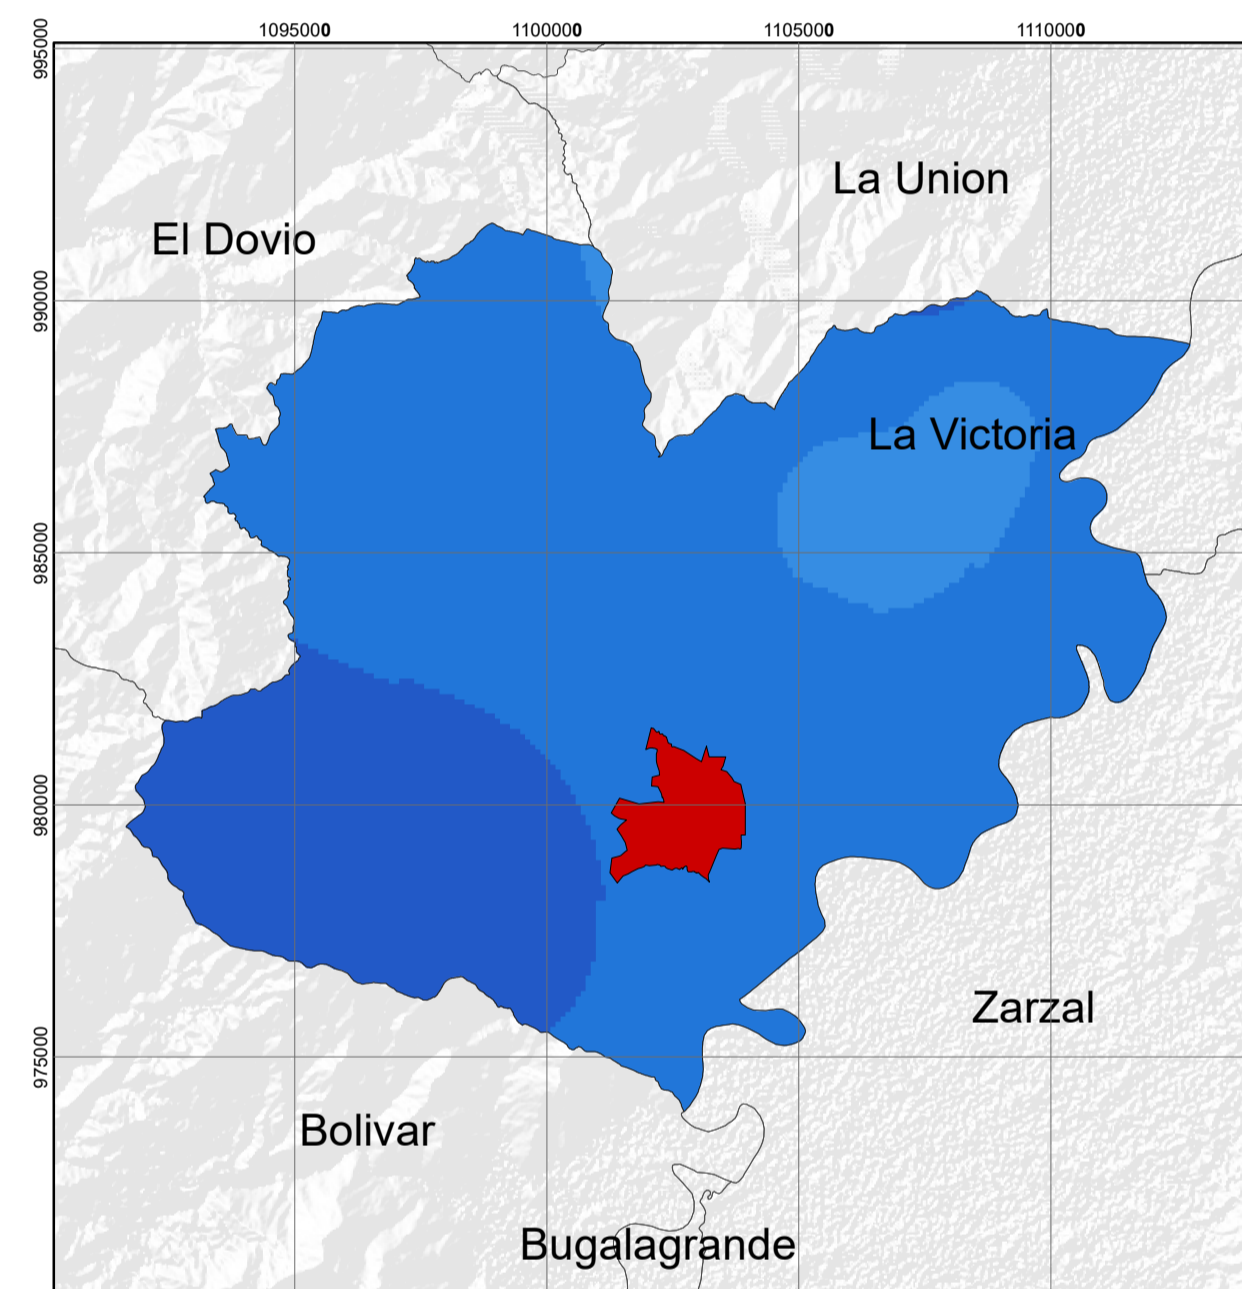 1095000 1100000 1105000 1110000
995000
La Union
El Dovio
990000
La Victoria
985000
980000
Zarzal
975000
Bolivar
Bugalagrande